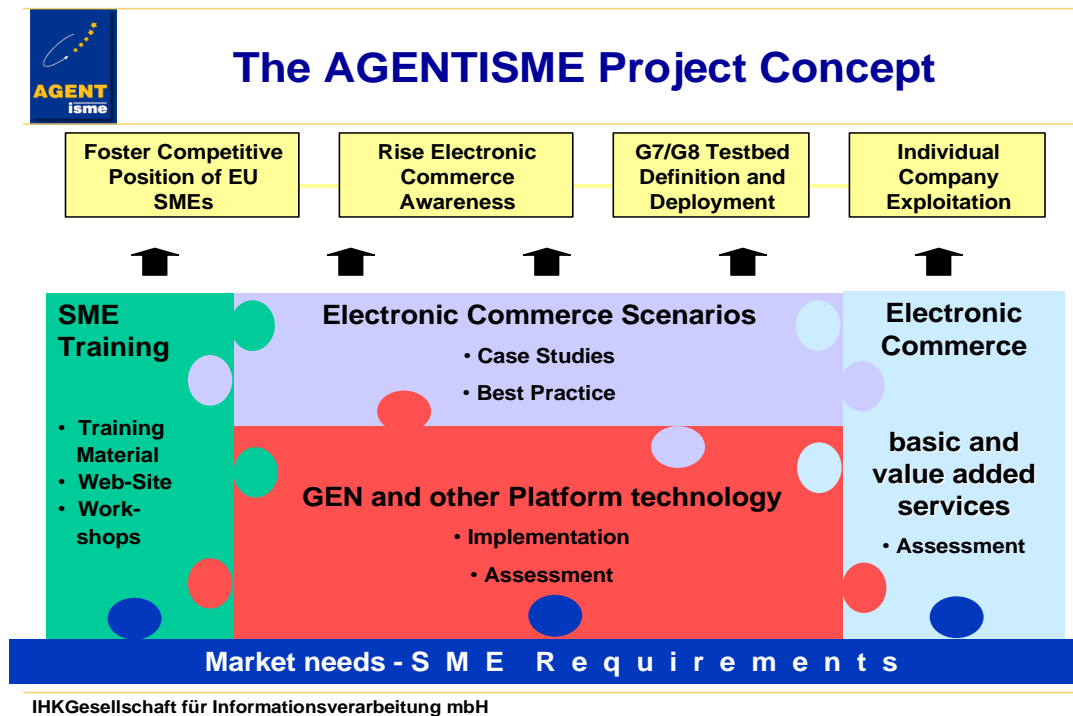 AGENT
isme
The AGENTISME Project Concept
Foster Competitive
Position of EU
SMEs
Rise Electronic
Commerce
Awareness
G7/G8 Testbed
Definition and
Deployment
Individual
Company
Exploitation
SME
Training
• Training
Material
• Web-Site
• Work-
shops
Electronic Commerce Scenarios
• Case Studies
• Best Practice
GEN and other Platform technology
• Implementation
• Assessment
Electronic
Commerce
basic and
value added
services
• Assessment
Market needs - S M E R e q u i r e m e n t s
IHKGesellschaft für Informationsverarbeitung mbH